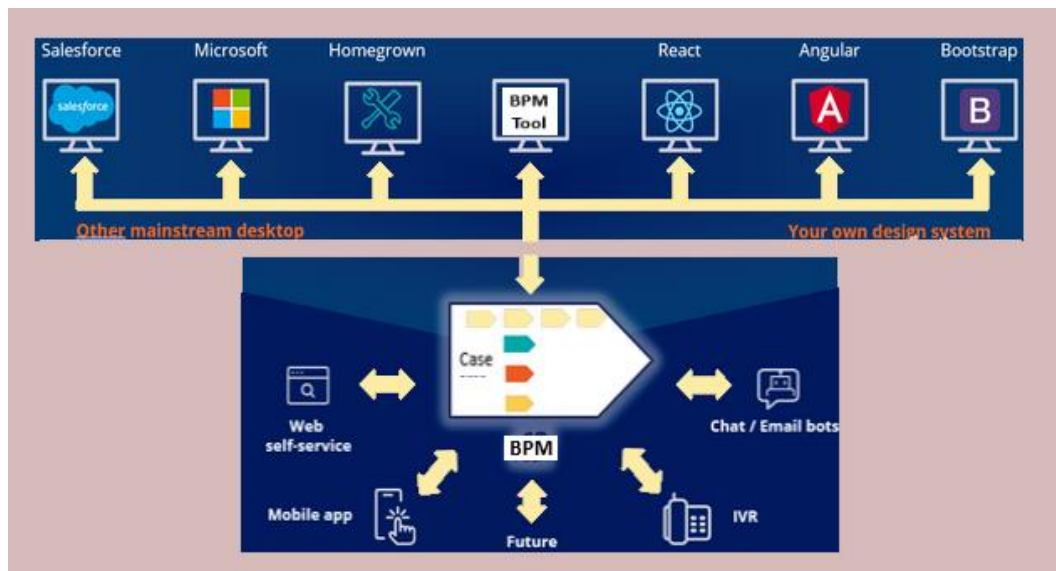 Salesforce
Microsoft
Homegrown
React
Angular
Bootstrap
salesforce
BPM
Tool
A
B
Other mainstream desktop
Your own design system
Case
Web
self-service
Chat / Email bots
BPM
Mobile app
IVR
Future